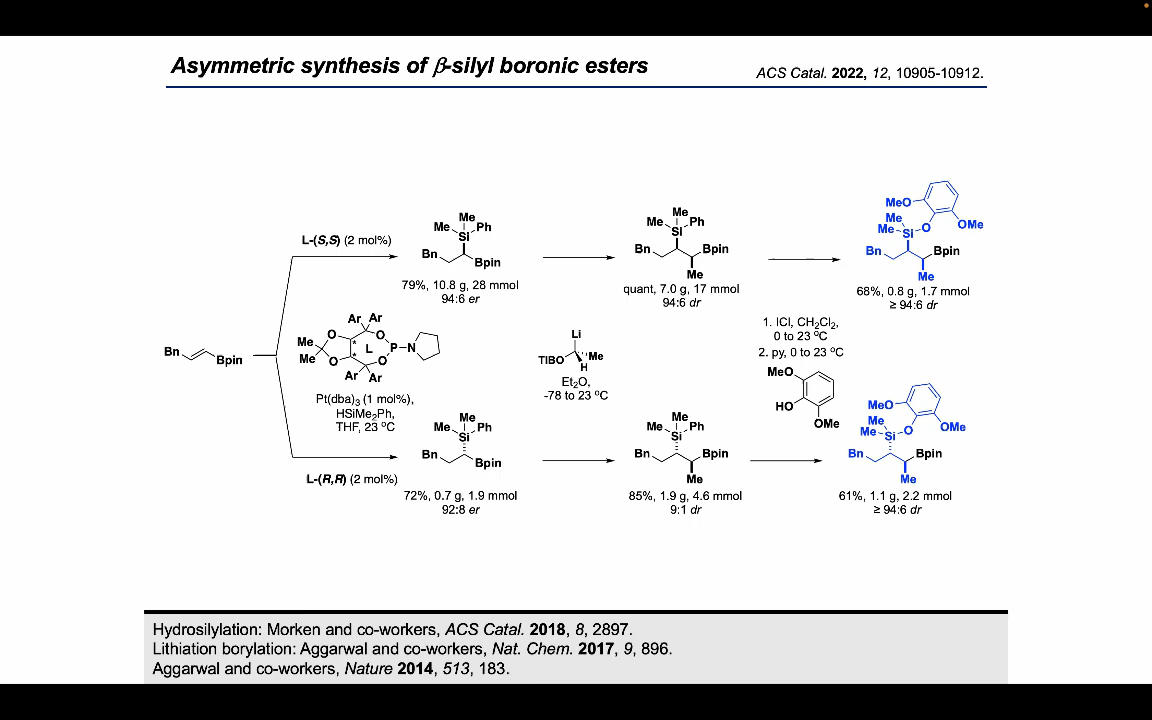 Asymmetric synthesis of β-silyl boronic esters
ACS Catal. 2022, 12, 10905-10912.
Bn
Bpin
L-(S,S) (2 mol%)
Ar Ar
Me
Me
O
O
*
*
L
O
O
P
N
Ar Ar
Pt(dba)3 (1 mol%),
HSiMe2Ph,
THF, 23 ºC
L-(R,R) (2 mol%)
Me
Me
Ph
Si
Bn
Bpin
79%, 10.8 g, 28 mmol
94:6 er
Me
Me
Ph
Si
Bn
Bpin
72%, 0.7 g, 1.9 mmol
92:8 er
Li
TIBO
Me
H
Et2O,
-78 to 23 ºC
Me
Me
Ph
Si
Bn
Bpin
Me
quant, 7.0 g, 17 mmol
94:6 dr
Me
Me
Ph
Si
Bn
Bpin
Me
85%, 1.9 g, 4.6 mmol
9:1 dr
1. ICl, CH2Cl2,
0 to 23 ºC
2. py, 0 to 23 ºC
MeO
HO
OMe
MeO
Me
Me
Si
O
OMe
Bn
Bpin
Me
68%, 0.8 g, 1.7 mmol
≥ 94:6 dr
MeO
Me
Me
Si
O
OMe
Bn
Bpin
Me
61%, 1.1 g, 2.2 mmol
≥ 94:6 dr
Hydrosilylation: Morken and co-workers, ACS Catal. 2018, 8, 2897.
Lithiation borylation: Aggarwal and co-workers, Nat. Chem. 2017, 9, 896.
Aggarwal and co-workers, Nature 2014, 513, 183.